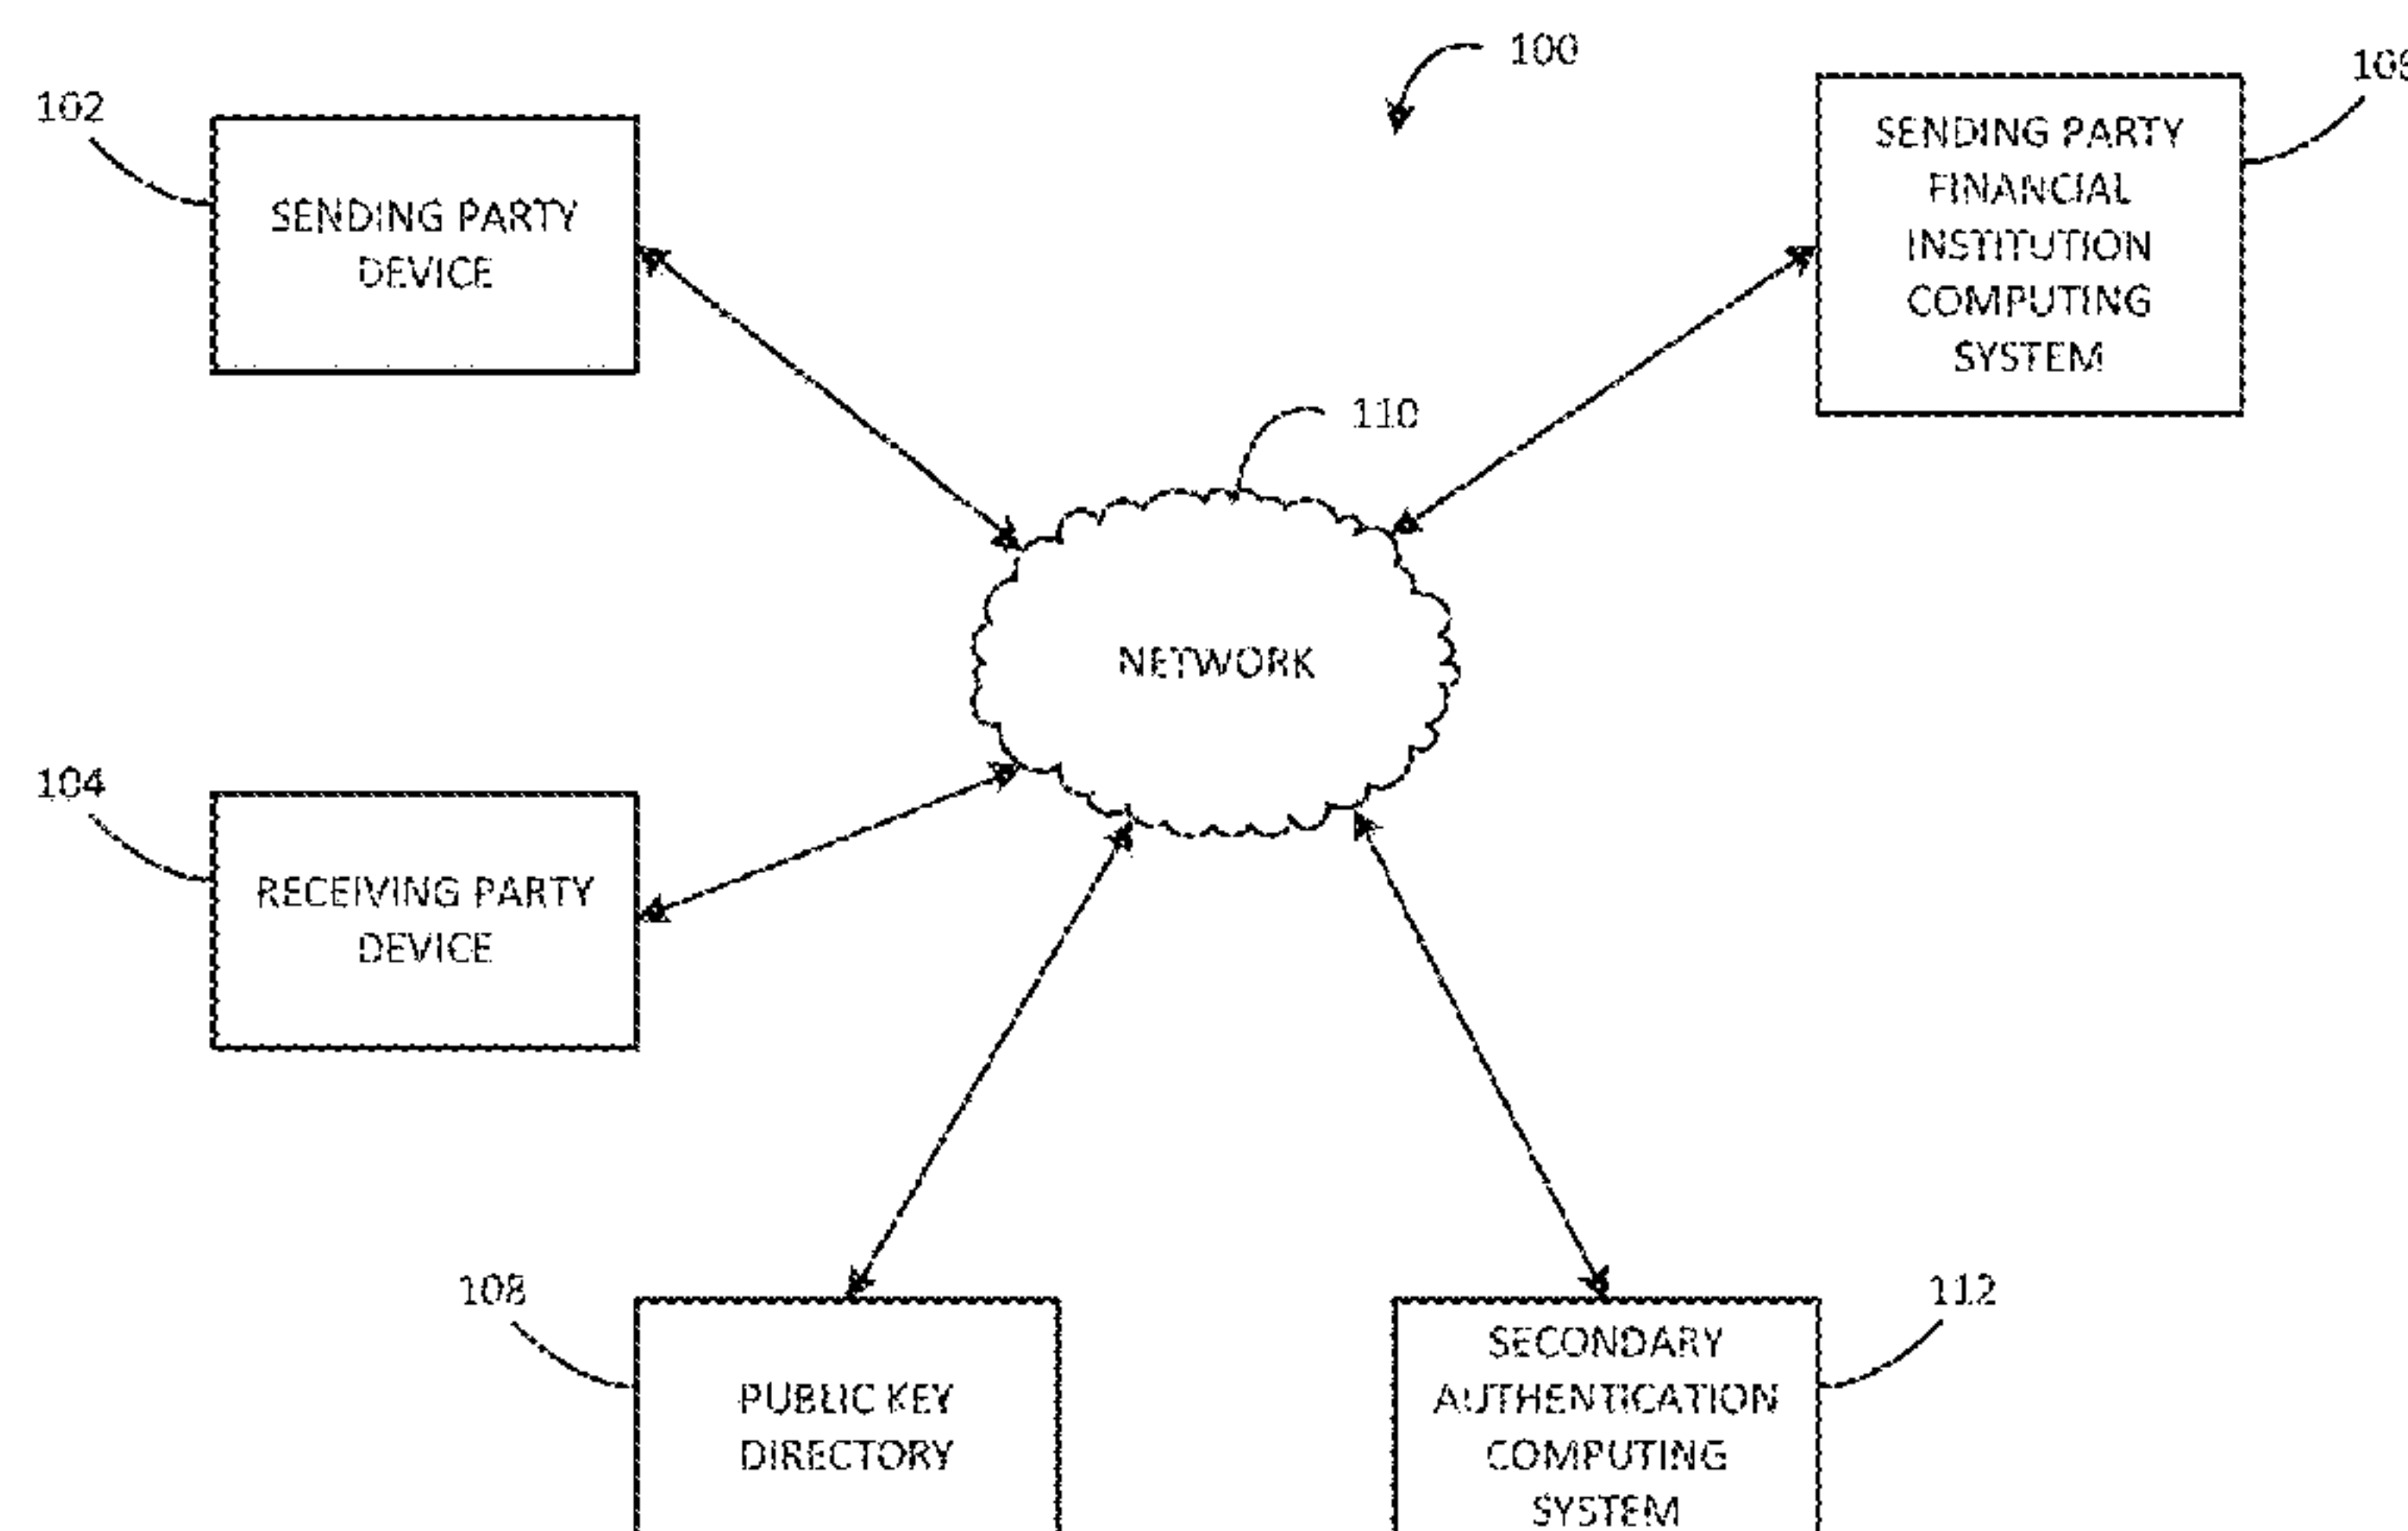 100
102
SENDING PARTY
DEVICE
SENDING PARTY
FINANCIAL
INSTITUTION
COMPUTING
SYSTEM
110
NETWORK
104
RECEIVING PARTY
DEVICE
108
PUBLIC KEY
DIRECTORY
SECONDARY
AUTHENTICATION
COMPUTING
SYSTEM
112